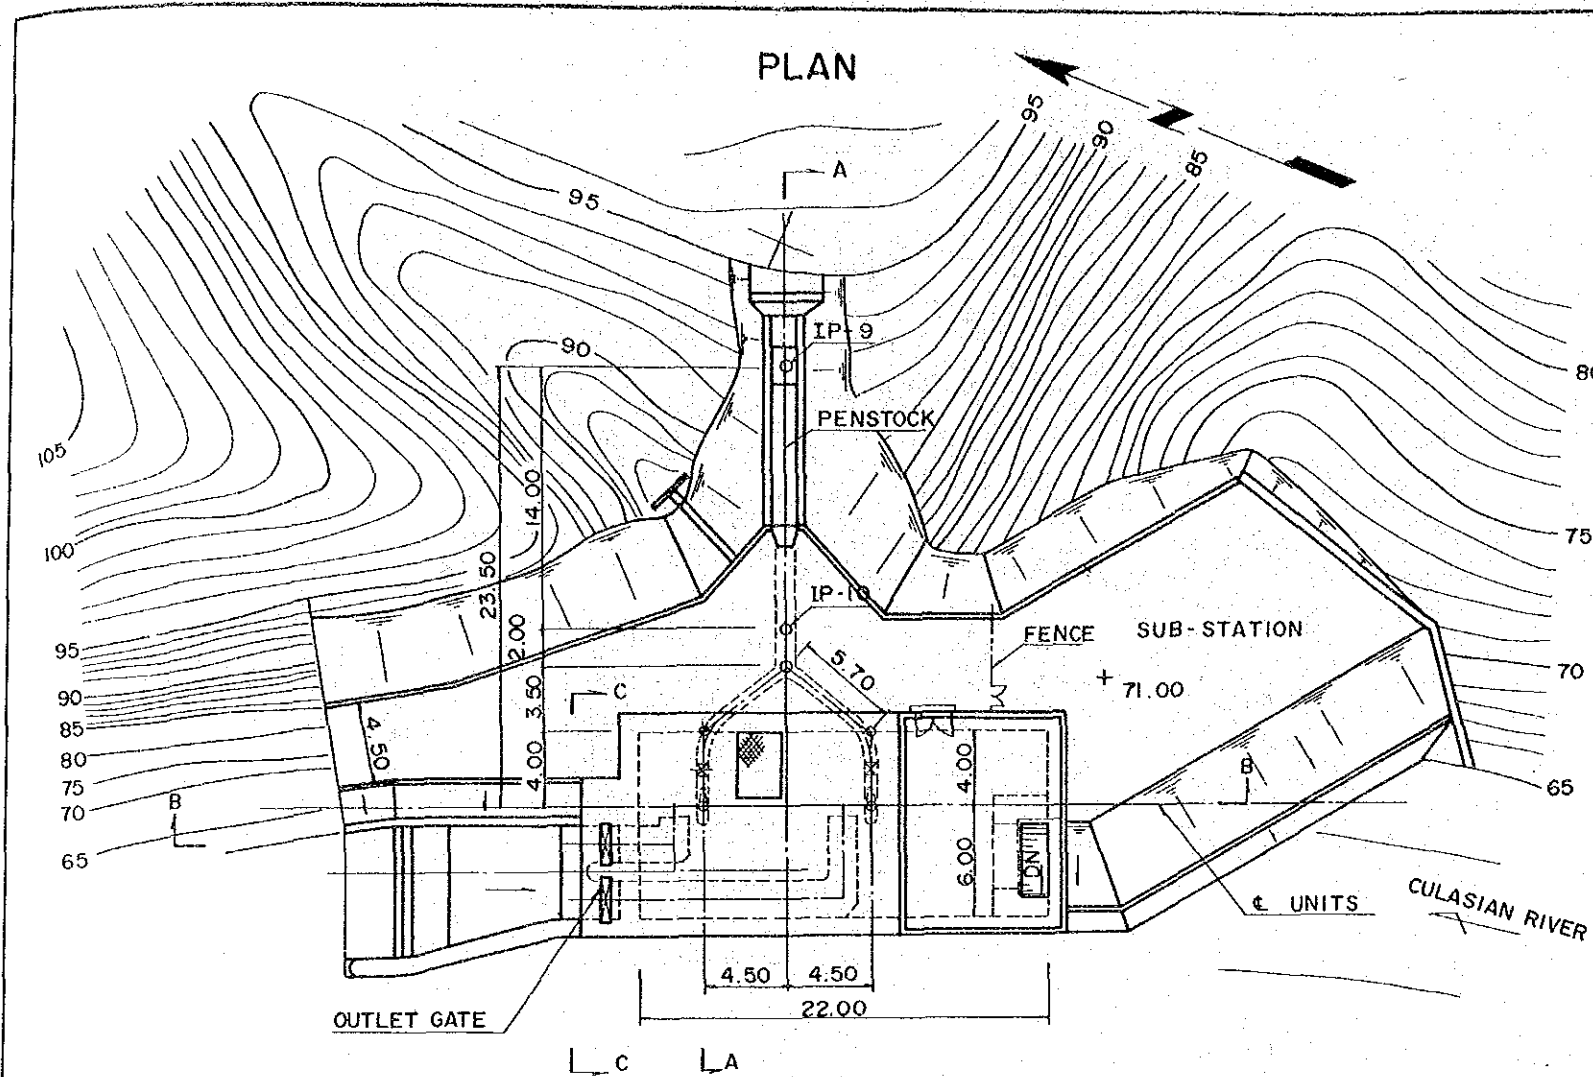 PLAN
A
95
90
85
95
IP-9
90
80
PENSTOCK
105
14.00
75
100
23.50
IP-10
2.00
FENCE
SUB-STATION
5.70
95
70
71.00
90
C
3.50
85
4.50
80
4.00
4.00
B
75
65
B
70
65
6.00
DN
℄ UNITS
CULASIAN RIVER
4.50
4.50
22.00
OUTLET GATE
C
A